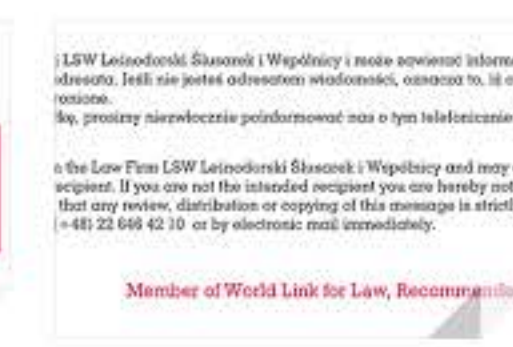 j LSW Leśnodorski Ślusarek i Wspólnicy i może zawierać inform
adresata. Jeśli nie jesteś adresatem wiadomości, oznacza to, iż
ronione.
prosimy niezwłocznie poinformować nas o tym telefonicznie
n the Law Firm LSW Leśnodorski Ślusarek i Wspólnicy and may
ecipient. If you are not the intended recipient you are hereby not
that any review, distribution or copying of this message is strictl
(+48) 22 646 42 10 or by electronic mail immediately.
Member of World Link for Law, Recommende